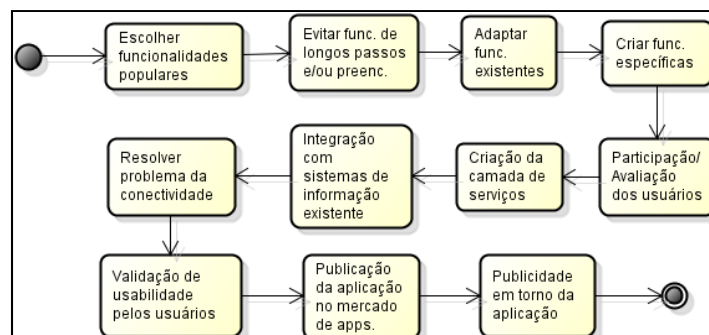 Escolher
funcionalidades
populares
Evitar func. de
longos passos
e/ou preenc.
Adaptar
func.
existentes
Criar func.
específicas
Participação/
Avaliação
dos usuários
Criação da
camada de
serviços
Integração
com
sistemas de
informação
existente
Resolver
problema da
conectividade
Validação de
usabilidade
pelos usuários
Publicação
da aplicação
no mercado
de apps.
Publicidade
em torno da
aplicação